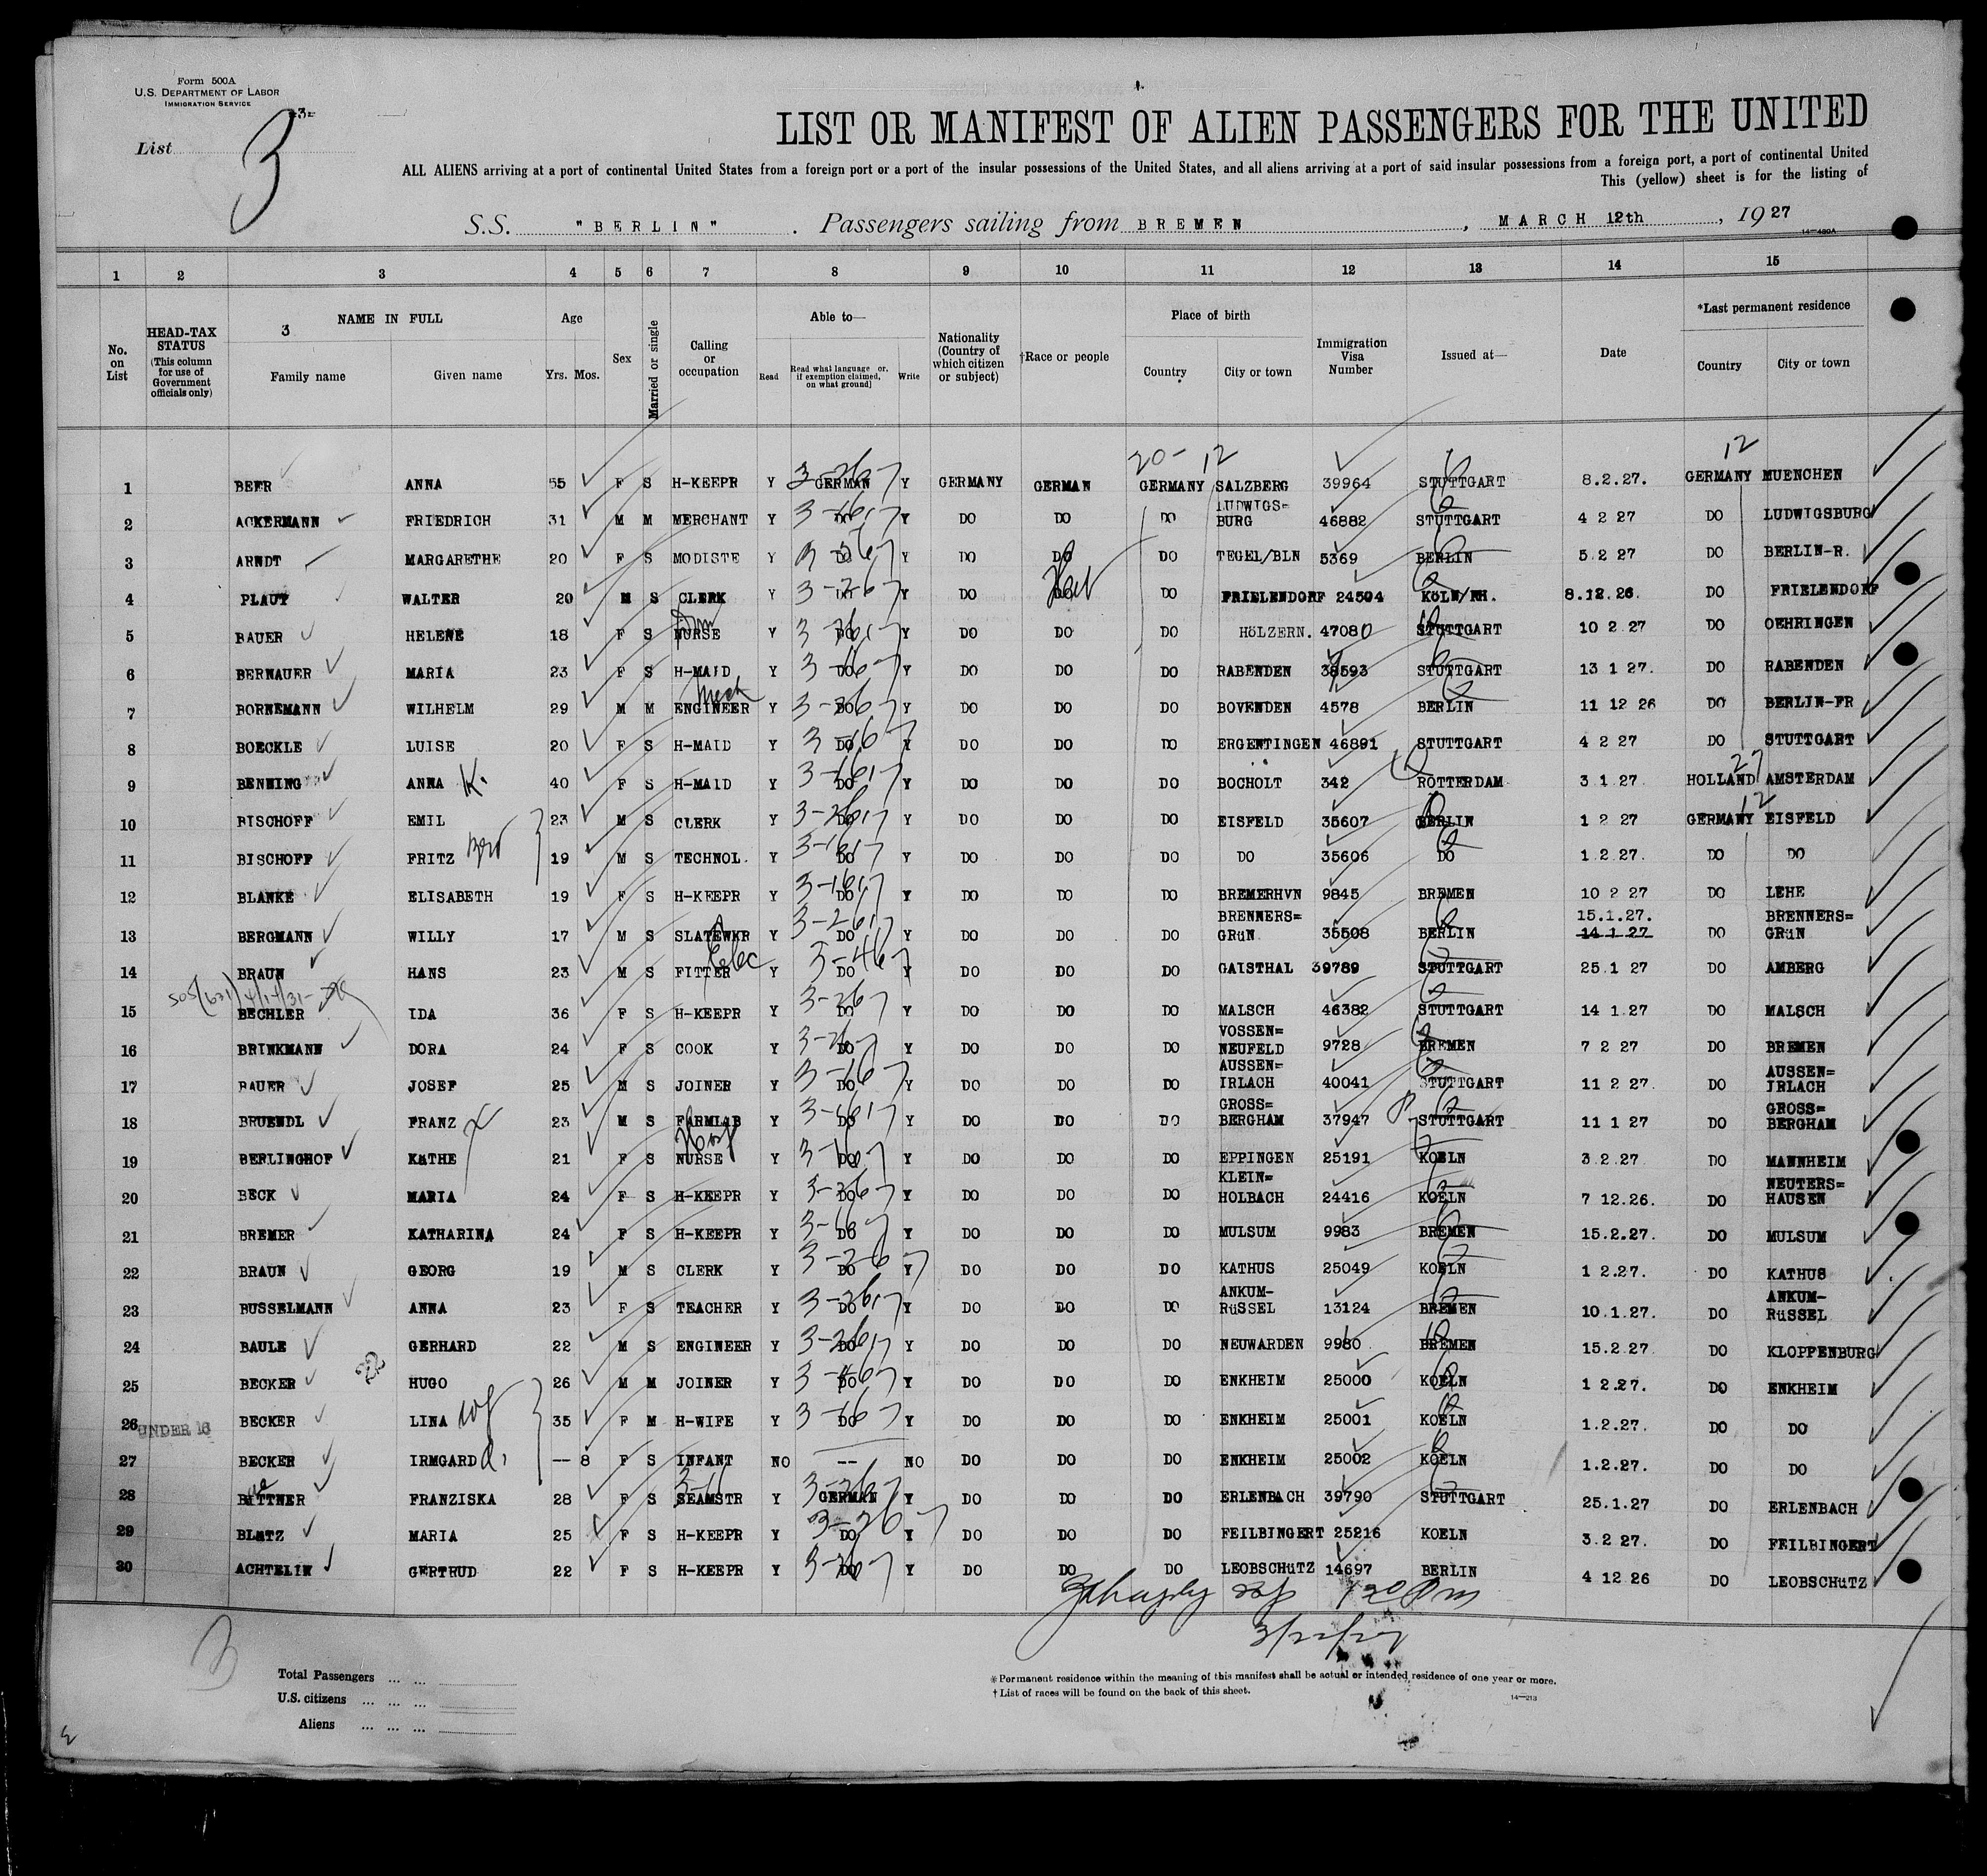 Form 500A
U.S. DEPARTMENT OF LABOR
IMMIGRATION SERVICE
-3-
List 3
LIST OR MANIFEST OF ALIEN PASSENGERS FOR THE UNITED
ALL ALIENS arriving at a port of continental United States from a foreign port or a port of the insular possessions of the United States, and all aliens arriving at a port of said insular possessions from a foreign port, a port of continental United
This (yellow) sheet is for the listing of
S.S. "BERLIN". Passengers sailing from BREMEN, MARCH 12th, 1927
14—480A
1 2 3 4 5 6 7 8 9 10 11 12 13 14 15
No. on List
HEAD-TAX STATUS (This column for use of Government officials only)
3 NAME IN FULL
Family name Given name
Age
Yrs. Mos.
Sex
Married or single
Calling or occupation
Able to—
Read Read what language or, if exemption claimed, on what ground] Write
Nationality (Country of which citizen or subject)
†Race or people
Place of birth
Country City or town
Immigration Visa Number
Issued at—
Date
*Last permanent residence
Country City or town
20- 12 12
1 BEER ANNA 55 F S H-KEEPR Y GERMAN Y GERMANY GERMAN GERMANY SALZBERG 39964 STUTTGART 8.2.27. GERMANY MUENCHEN
2 ACKERMANN FRIEDRICH 31 M M MERCHANT Y DO Y DO DO DO LUDWIGS=BURG 46882 STUTTGART 4 2 27 DO LUDWIGSBURG
3 ARNDT MARGARETHE 20 F S MODISTE Y DO Y DO DO DO TEGEL/BLN 5369 BERLIN 5.2 27 DO BERLIN-R.
4 PLAUT WALTER 20 M S CLERK Y DO Y DO DO Heb DO FRIELENDORF 24504 KöLN/RH. 8.12.26. DO FRIELENDORF
5 BAUER HELENE 18 F S NURSE Y DO Y DO DO DO HöLZERN. 47080 STUTTGART 10 2 27 DO OEHRINGEN
6 BERNAUER MARIA 23 F S H-MAID Y DO Y DO DO DO RABENDEN 38593 STUTTGART 13 1 27. DO RABENDEN
7 BORNEMANN WILHELM 29 M M Mech ENGINEER Y DO Y DO DO DO BOVENDEN 4578 BERLIN 11 12 26 DO BERLIN-FR
8 BOECKLE LUISE 20 F S H-MAID Y DO Y DO DO DO ERGENTINGEN 46891 STUTTGART 4 2 27 DO STUTTGART
9 BENNING ANNA K. 40 F S H-MAID Y DO Y DO DO DO BOCHOLT 342 ROTTERDAM 3 1 27. HOLLAND 27 AMSTERDAM
10 BISCHOFF EMIL 23 M S CLERK Y DO Y DO DO DO EISFELD 35607 BERLIN 1 2 27 GERMANY 12 EISFELD
11 BISCHOFF FRITZ bro 19 M S TECHNOL. Y DO Y DO DO DO DO 35606 DO 1.2.27. DO DO
12 BLANKE ELISABETH 19 F S H-KEEPR Y DO Y DO DO DO BREMERHVN 9845 BREMEN 10 2 27 DO LEHE
13 BERGMANN WILLY 17 M S SLATEWKR Y DO Y DO DO DO BRENNERS=GRüN 35508 BERLIN 15.1.27. 14 1 27 DO BRENNERS=GRüN
14 BRAUN HANS 23 M S FITTER Elec Y DO Y DO DO DO GAISTHAL 39789 STUTTGART 25.1 27 DO AMBERG
15 BECHLER IDA 36 F S H-KEEPR Y DO Y DO DO DO MALSCH 46382 STUTTGART 14 1.27 DO MALSCH
16 BRINKMANN DORA 24 F S COOK Y DO Y DO DO DO VOSSEN=NEUFELD 9728 BREMEN 7 2 27 DO BREMEN
17 BAUER JOSEF 25 M S JOINER Y DO Y DO DO DO AUSSEN=IRLACH 40041 STUTTGART 11 2 27. DO AUSSEN=IRLACH
18 BRUENDL FRANZ 23 M S FARMLAB Y DO Y DO DO DO GROSS=BERGHAM 37947 STUTTGART 11 1 27 DO GROSS=BERGHAM
19 BERLINGHOF KäTHE 21 F S Hosp NURSE Y DO Y DO DO DO EPPINGEN 25191 KOELN 3.2.27. DO MANNHEIM
20 BECK MARIA 24 F S H-KEEPR Y DO Y DO DO DO KLEIN=HOLBACH 24416 KOELN 7 12.26. DO NEUTERS=HAUSEN
21 BREMER KATHARINA 24 F S H-KEEPR Y DO Y DO DO DO MULSUM 9983 BREMEN 15.2.27. DO MULSUM
22 BRAUN GEORG 19 M S CLERK Y DO Y DO DO DO KATHUS 25049 KOELN 1 2.27. DO KATHUS
23 BUSSELMANN ANNA 23 F S TEACHER Y DO Y DO DO DO ANKUM-RüSSEL 13124 BREMEN 10.1.27. DO ANKUM-RüSSEL
24 BAULE GERHARD 22 M S ENGINEER Y DO Y DO DO DO NEUWARDEN 9980 BREMEN 15.2.27. DO KLOPPENBURG
25 BECKER HUGO 26 M M JOINER Y DO Y DO DO DO ENKHEIM 25000 KOELN 1 2.27. DO ENKHEIM
26 UNDER 16 BECKER LINA wf 35 F M H-WIFE Y DO Y DO DO DO ENKHEIM 25001 KOELN 1.2.27. DO DO
27 BECKER IRMGARD d. -- 8 F S INFANT NO -- NO DO DO DO ENKHEIM 25002 KOELN 1.2.27. DO DO
28 BITTNER FRANZISKA 28 F S SEAMSTR Y GERMAN Y DO DO DO ERLENBACH 39790 STUTTGART 25.1.27 DO ERLENBACH
29 BLATZ MARIA 25 F S H-KEEPR Y DO Y DO DO DO FEILBINGERT 25216 KOELN 3.2 27. DO FEILBINGERT
30 ACHTELIK GERTRUD 22 F S H-KEEPR Y DO Y DO DO DO LEOBSCHüTZ 14697 BERLIN 4 12 26 DO LEOBSCHüTZ
3/22/27
3
Total Passengers ... ...
U.S. citizens ... ... ...
Aliens ... ... ...
*Permanent residence within the meaning of this manifest shall be actual or intended residence of one year or more.
†List of races will be found on the back of this sheet.
14—213